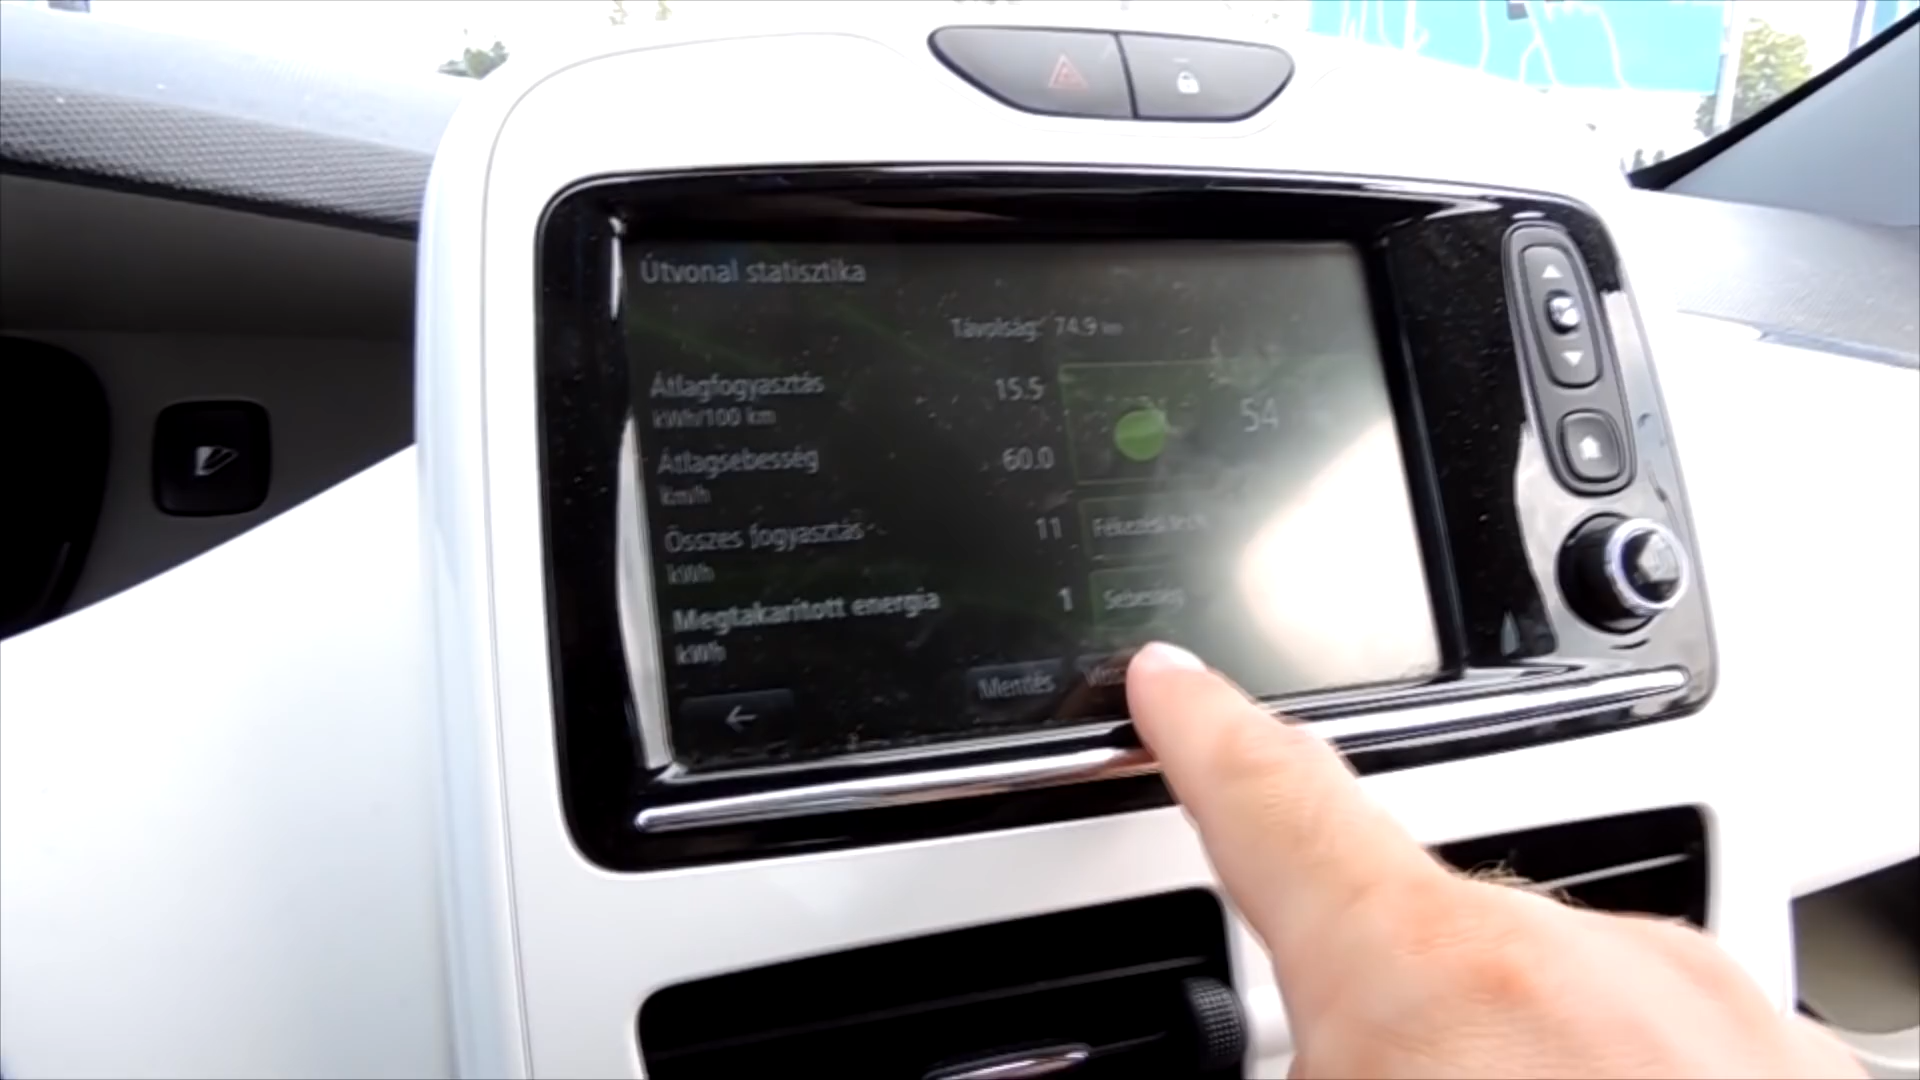 Útvonal statisztika
Távolság: 74.9 km
Átlagfogyasztás 15.5
kWh/100 km
54
Átlagsebesség 60.0
km/h
Összes fogyasztás 11
kWh
Megtakarított energia 1
Sebesség
kWh
Mentés